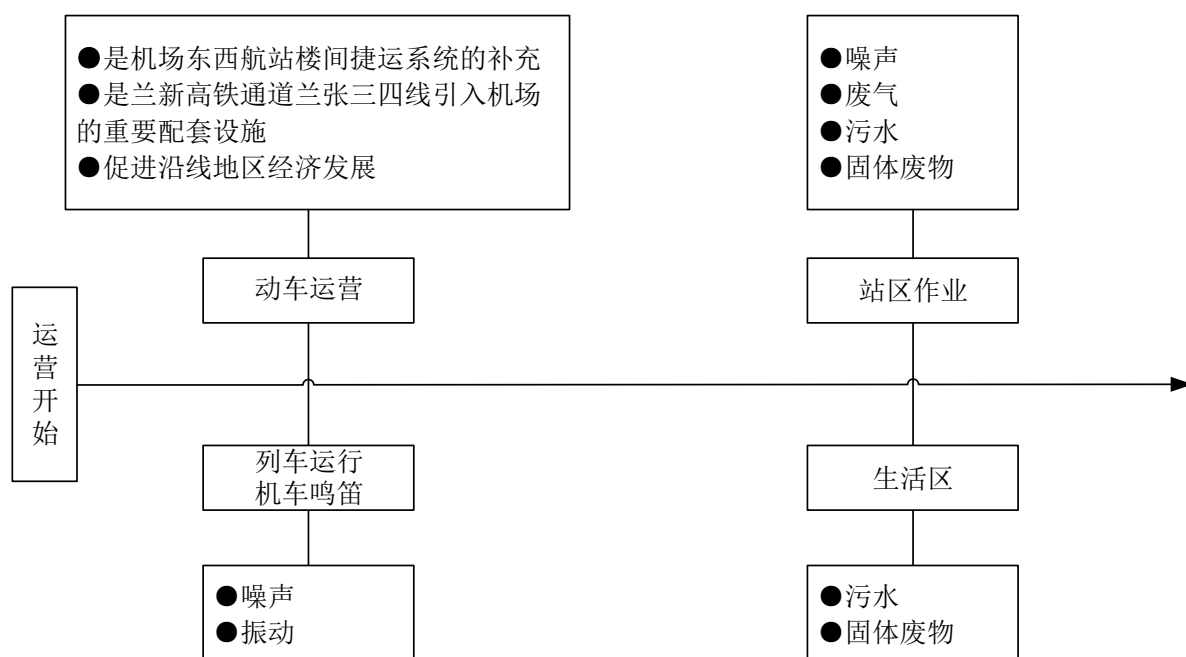 ●是机场东西航站楼间捷运系统的补充
●是兰新高铁通道兰张三四线引入机场
的重要配套设施
●促进沿线地区经济发展
●噪声
●废气
●污水
●固体废物
动车运营
站区作业
运
营
开
始
列车运行
机车鸣笛
生活区
●噪声
●振动
●污水
●固体废物